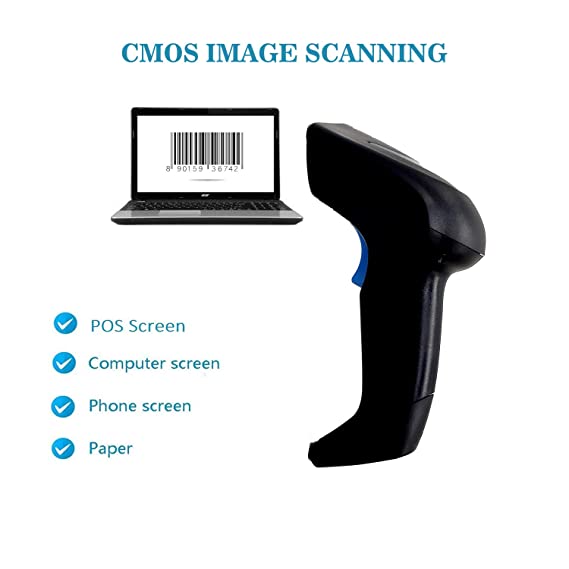 CMOS IMAGE SCANNING
8 90159 36742
POS Screen
Computer screen
Phone screen
Paper